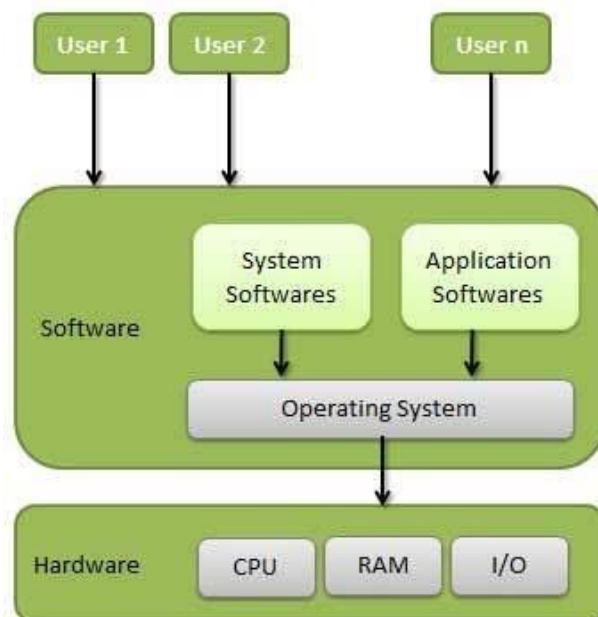 User 1
User 2
User n
System
Softwares
Application
Softwares
Software
Operating System
Hardware
CPU
RAM
I/O